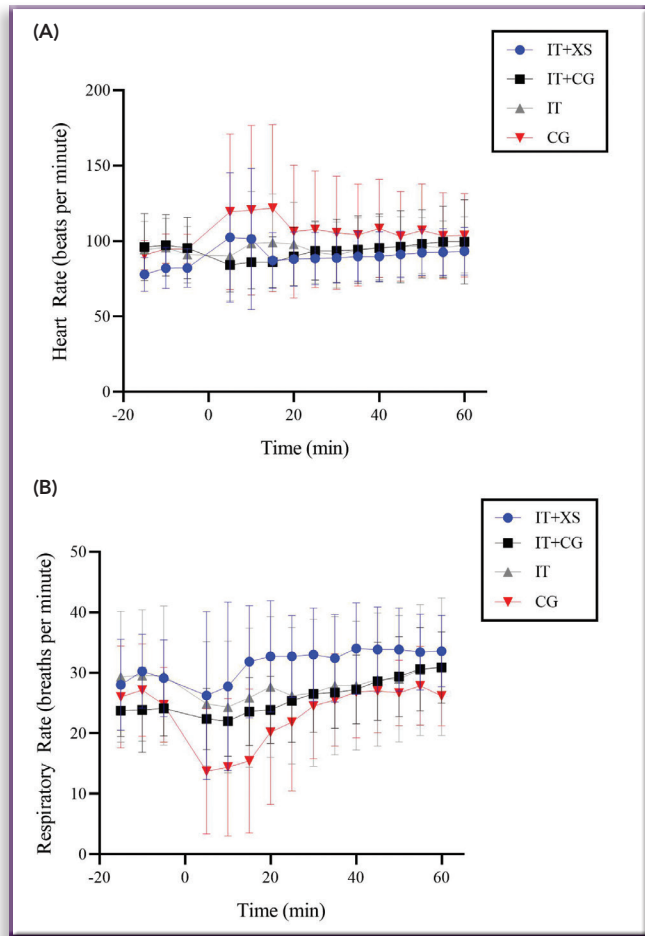 (A)
IT+XS
IT+CG
IT
CG
200
150
100
50
0
-20 0 20 40 60
Heart Rate (beats per minute)
Time (min)
(B)
IT+XS
IT+CG
IT
CG
50
40
30
20
10
0
-20 0 20 40 60
Respiratory Rate (breaths per minute)
Time (min)